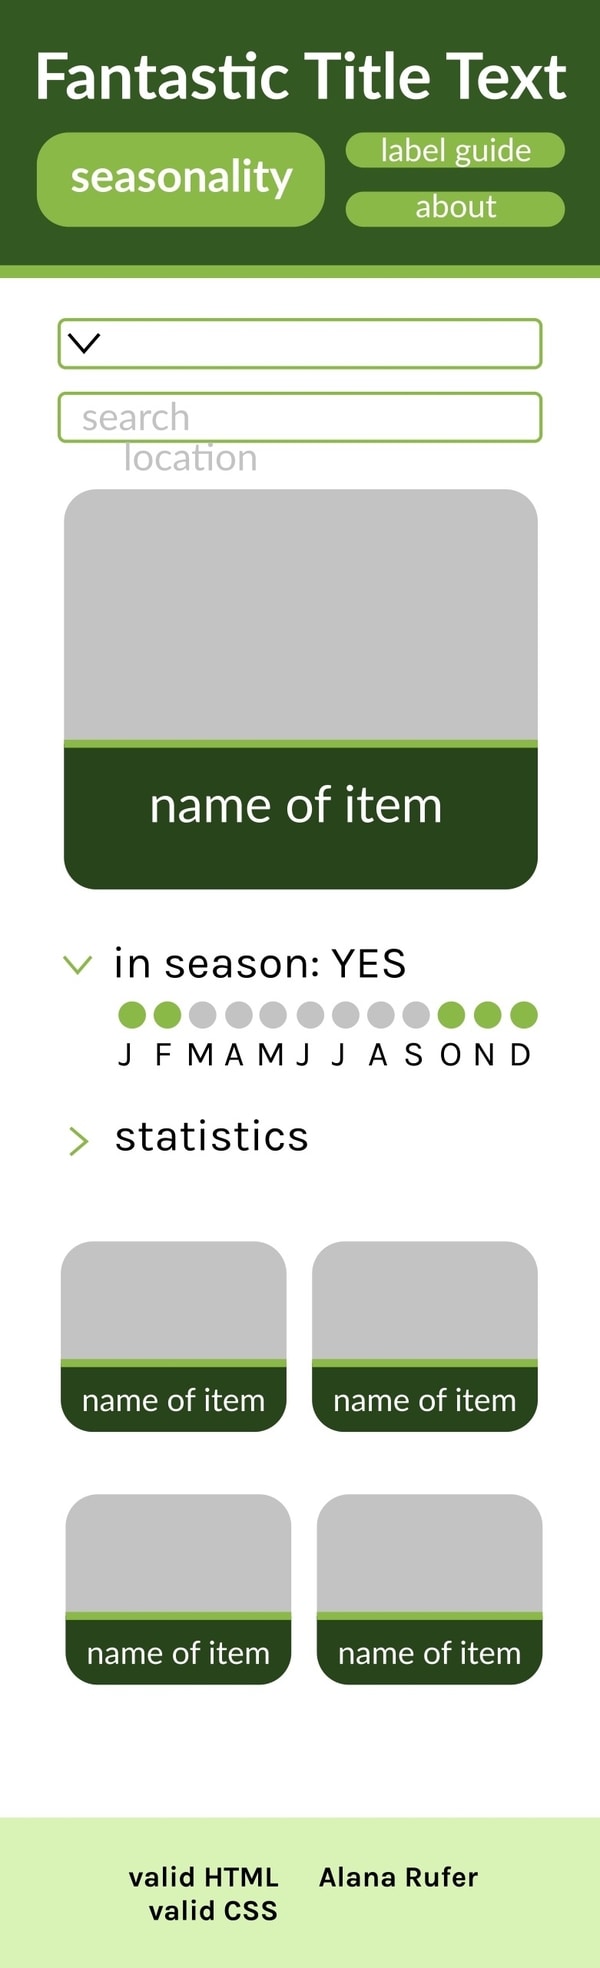 Fantastic Title Text
seasonality
label guide
about
search
location
name of item
in season: YES
J F M A M J J A S O N D
statistics
name of item
name of item
name of item
name of item
valid HTML
valid CSS
Alana Rufer